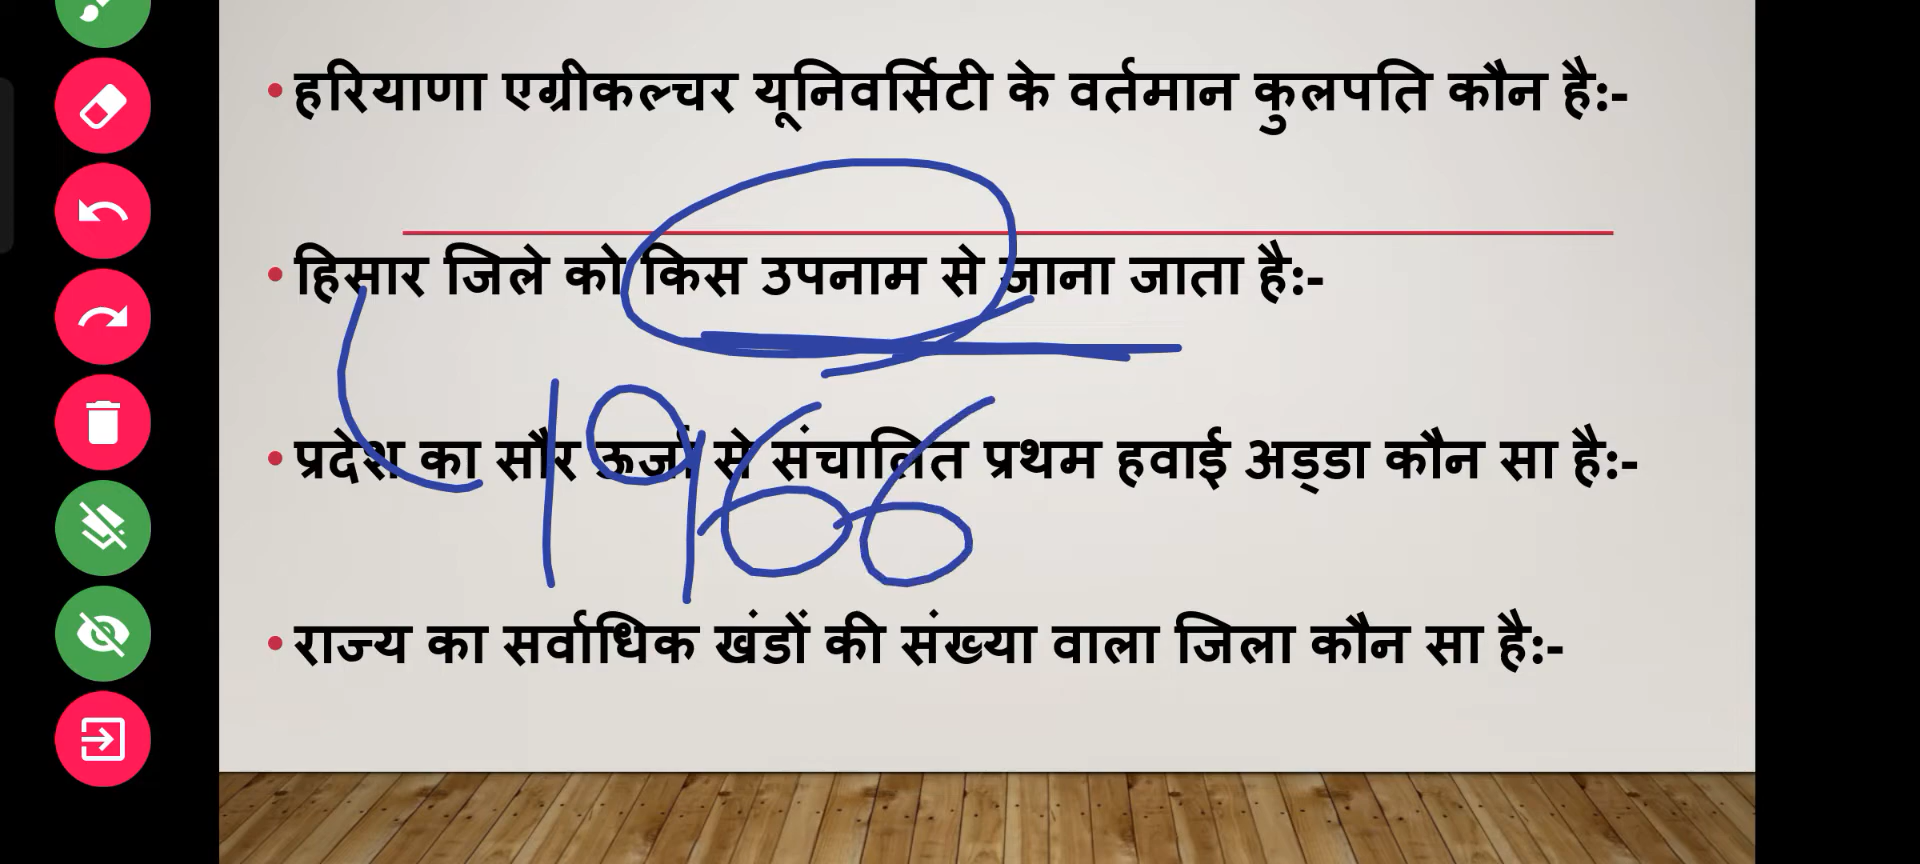 हरियाणा एग्रीकल्चर यूनिवर्सिटी के वर्तमान कुलपति कौन है:-
हिसार जिले को किस उपनाम से जाना जाता है:-
1966
प्रदेश का सौर ऊर्जा से संचालित प्रथम हवाई अड्डा कौन सा है:-
राज्य का सर्वाधिक खंडों की संख्या वाला जिला कौन सा है:-